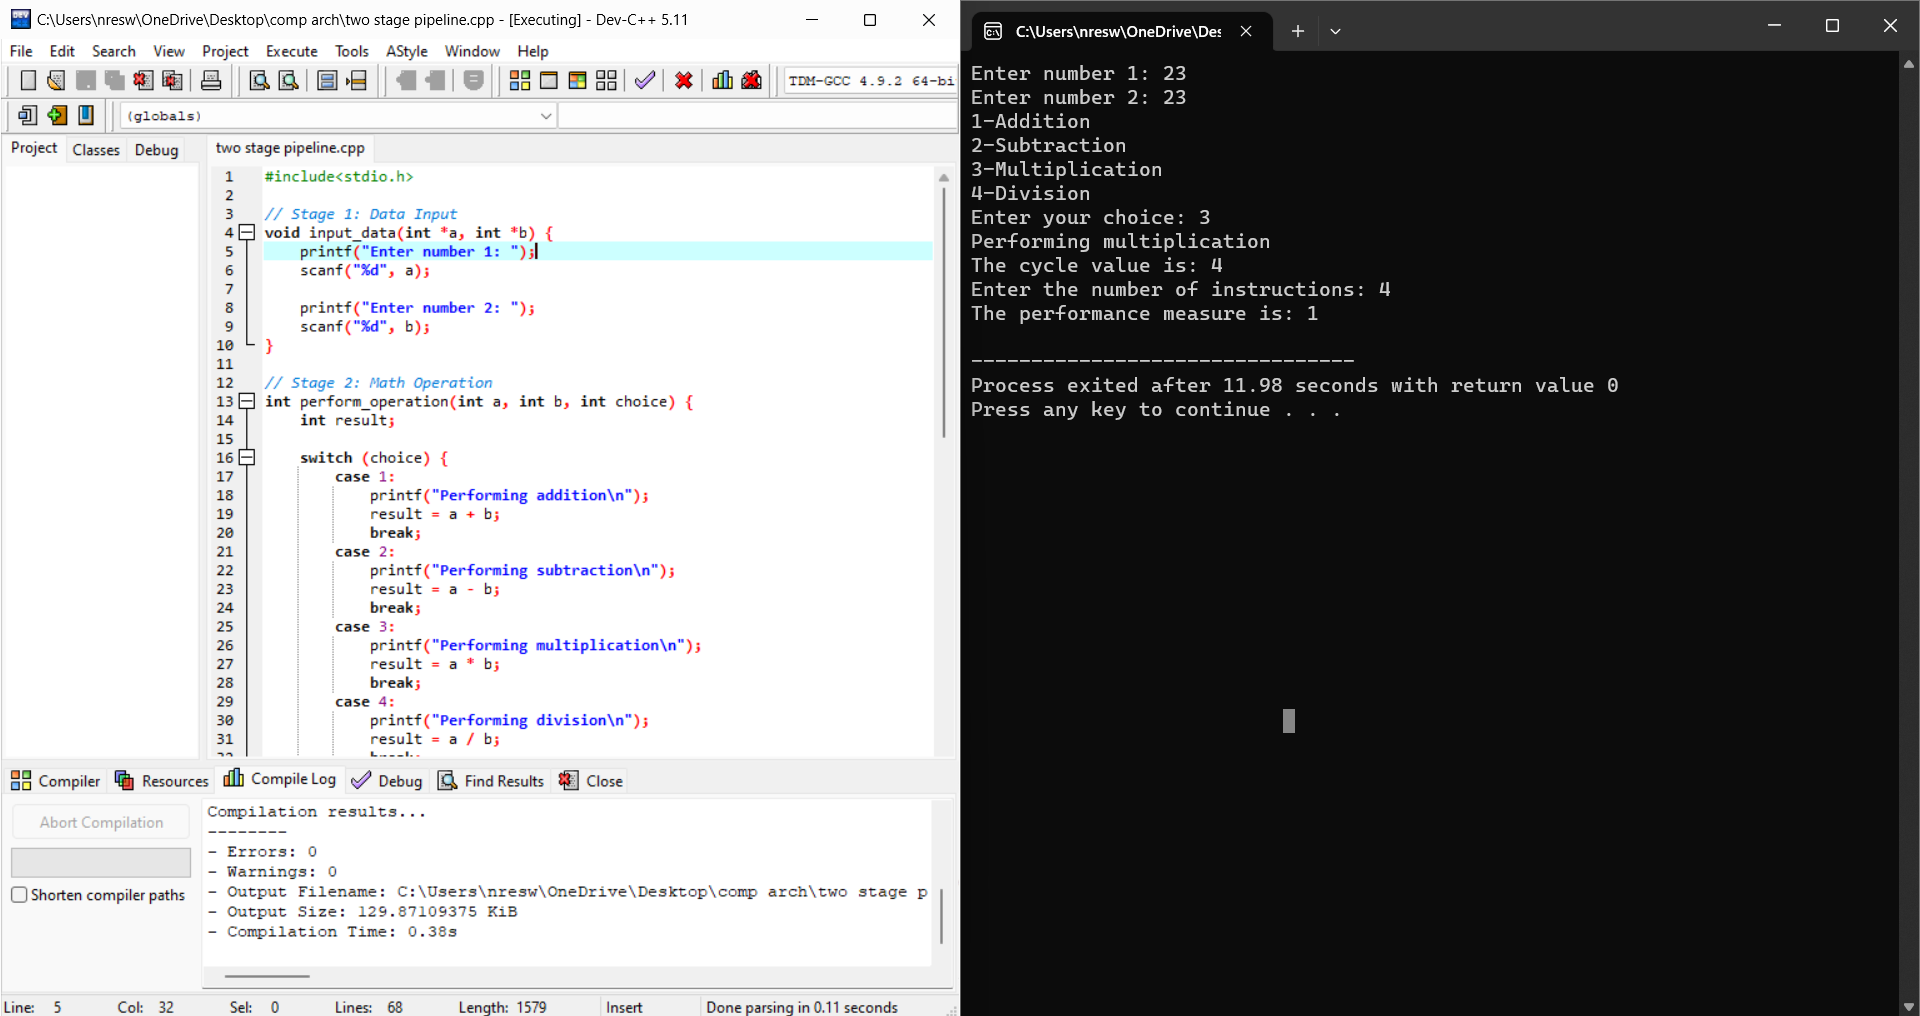 C:\Users\nresw\OneDrive\Desktop\comp arch\two stage pipeline.cpp - [Executing] - Dev-C++ 5.11
File Edit Search View Project Execute Tools AStyle Window Help
TDM-GCC 4.9.2 64-bi
(globals)
Project Classes Debug
two stage pipeline.cpp
1 #include<stdio.h>
2
3 // Stage 1: Data Input
4 void input_data(int *a, int *b) {
5 printf("Enter number 1: ");
6 scanf("%d", a);
7
8 printf("Enter number 2: ");
9 scanf("%d", b);
10 }
11
12 // Stage 2: Math Operation
13 int perform_operation(int a, int b, int choice) {
14 int result;
15
16 switch (choice) {
17 case 1:
18 printf("Performing addition\n");
19 result = a + b;
20 break;
21 case 2:
22 printf("Performing subtraction\n");
23 result = a - b;
24 break;
25 case 3:
26 printf("Performing multiplication\n");
27 result = a * b;
28 break;
29 case 4:
30 printf("Performing division\n");
31 result = a / b;
Compiler Resources Compile Log Debug Find Results Close
Abort Compilation
Shorten compiler paths
Compilation results...
--------
- Errors: 0
- Warnings: 0
- Output Filename: C:\Users\nresw\OneDrive\Desktop\comp arch\two stage p
- Output Size: 129.87109375 KiB
- Compilation Time: 0.38s
Line: 5 Col: 32 Sel: 0 Lines: 68 Length: 1579 Insert Done parsing in 0.11 seconds
C:\Users\nresw\OneDrive\Des
Enter number 1: 23
Enter number 2: 23
1-Addition
2-Subtraction
3-Multiplication
4-Division
Enter your choice: 3
Performing multiplication
The cycle value is: 4
Enter the number of instructions: 4
The performance measure is: 1
--------------------------------
Process exited after 11.98 seconds with return value 0
Press any key to continue . . .